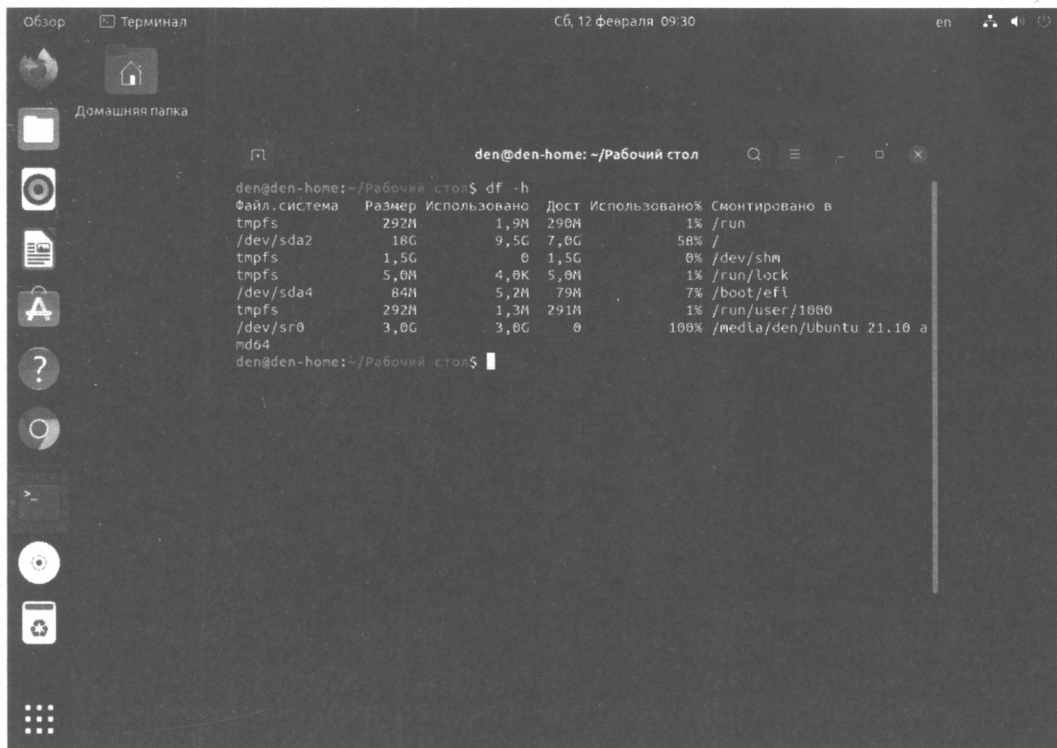 Обзор
Терминал
Сб, 12 февраля 09:30
en
Домашняя папка
den@den-home: ~/Рабочий стол
den@den-home:~/Рабочий стол$ df -h
Файл.система Размер Использовано Дост Использовано% Смонтировано в
tmpfs 292M 1,9M 290M 1% /run
/dev/sda2 18G 9,5G 7,0G 58% /
tmpfs 1,5G 0 1,5G 0% /dev/shm
tmpfs 5,0M 4,0K 5,0M 1% /run/lock
/dev/sda4 84M 5,2M 79M 7% /boot/efi
tmpfs 292M 1,3M 291M 1% /run/user/1000
/dev/sr0 3,0G 3,0G 0 100% /media/den/Ubuntu 21.10 a
md64
den@den-home:~/Рабочий стол$